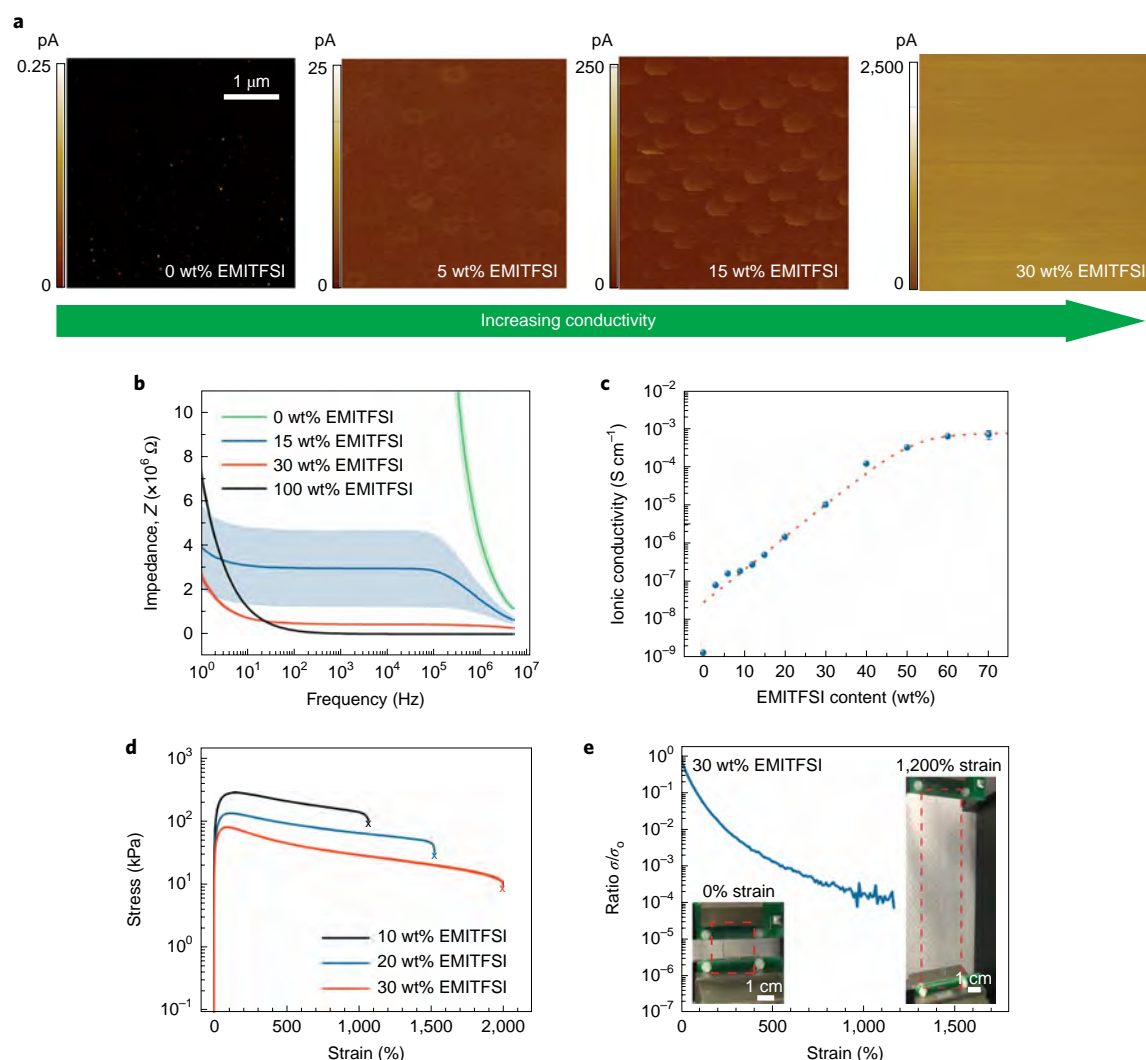 a
pA pA pA pA
0.25 25 250 2,500
1 μm
0 wt% EMITFSI 5 wt% EMITFSI 15 wt% EMITFSI 30 wt% EMITFSI
0 0 0 0
Increasing conductivity
b
10
8
6
4
2
0
Impedance, Z (×10⁶ Ω)
0 wt% EMITFSI
15 wt% EMITFSI
30 wt% EMITFSI
100 wt% EMITFSI
10⁰ 10¹ 10² 10³ 10⁴ 10⁵ 10⁶ 10⁷
Frequency (Hz)
c
10⁻²
10⁻³
10⁻⁴
10⁻⁵
10⁻⁶
10⁻⁷
10⁻⁸
10⁻⁹
Ionic conductivity (S cm⁻¹)
0 10 20 30 40 50 60 70
EMITFSI content (wt%)
d
10³
10²
10¹
10⁰
10⁻¹
Stress (kPa)
10 wt% EMITFSI
20 wt% EMITFSI
30 wt% EMITFSI
0 500 1,000 1,500 2,000
Strain (%)
e
10⁰
10⁻¹
10⁻²
10⁻³
10⁻⁴
10⁻⁵
10⁻⁶
10⁻⁷
Ratio σ/σₒ
30 wt% EMITFSI
1,200% strain
0% strain
1 cm
1 cm
0 500 1,000 1,500
Strain (%)